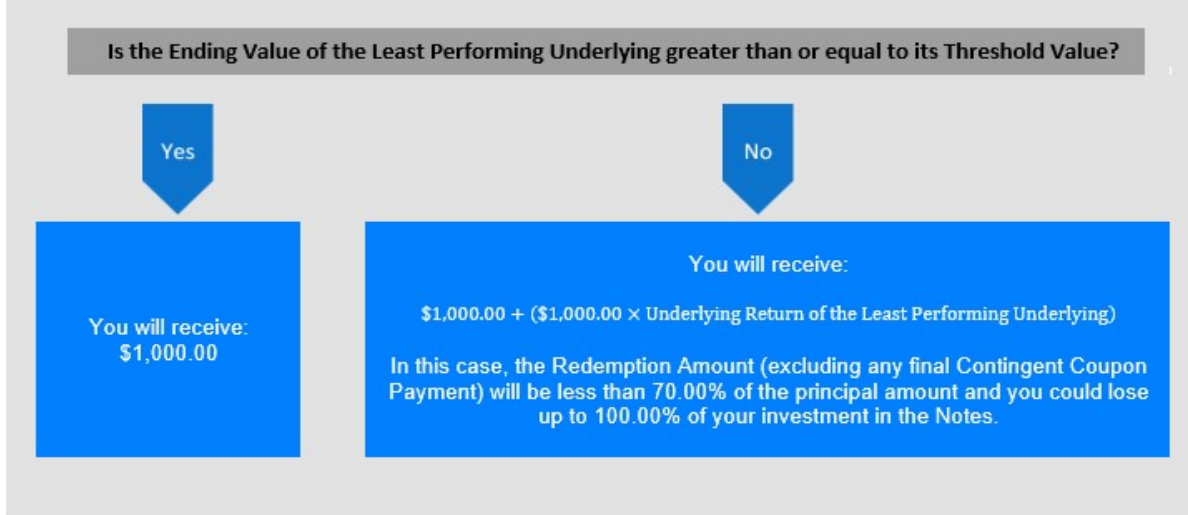 Is the Ending Value of the Least Performing Underlying greater than or equal to its Threshold Value?
Yes
No
You will receive:
$1,000.00
You will receive:
$1,000.00 + ($1,000.00 × Underlying Return of the Least Performing Underlying)
In this case, the Redemption Amount (excluding any final Contingent Coupon
Payment) will be less than 70.00% of the principal amount and you could lose
up to 100.00% of your investment in the Notes.